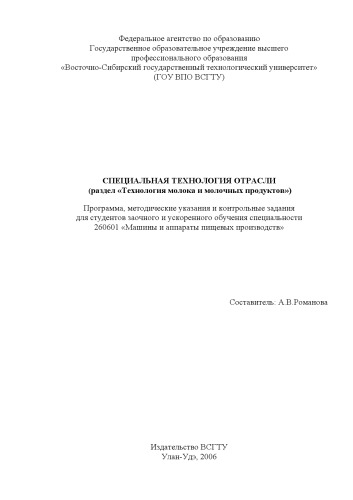 Федеральное агентство по образованию
Государственное образовательное учреждение высшего
профессионального образования
«Восточно-Сибирский государственный технологический университет»
(ГОУ ВПО ВСГТУ)
СПЕЦИАЛЬНАЯ ТЕХНОЛОГИЯ ОТРАСЛИ
(раздел «Технология молока и молочных продуктов»)
Программа, методические указания и контрольные задания
для студентов заочного и ускоренного обучения специальности
260601 «Машины и аппараты пищевых производств»
Составитель: А.В.Романова
Издательство ВСГТУ
Улан-Удэ, 2006